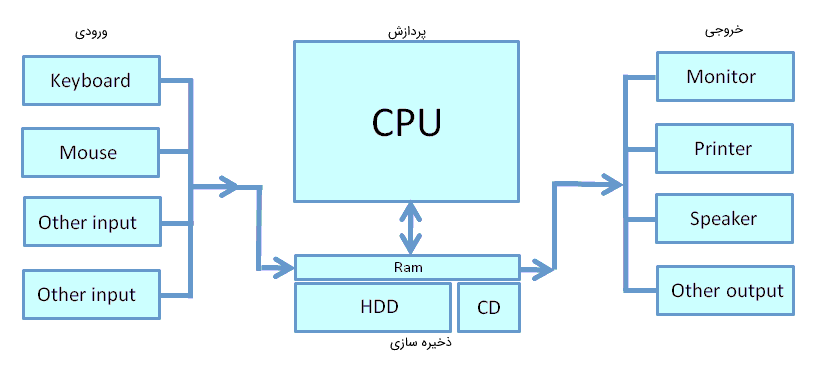 ورودی
Keyboard
Mouse
Other input
Other input
پردازش
CPU
Ram
HDD
CD
ذخیره سازی
خروجی
Monitor
Printer
Speaker
Other output